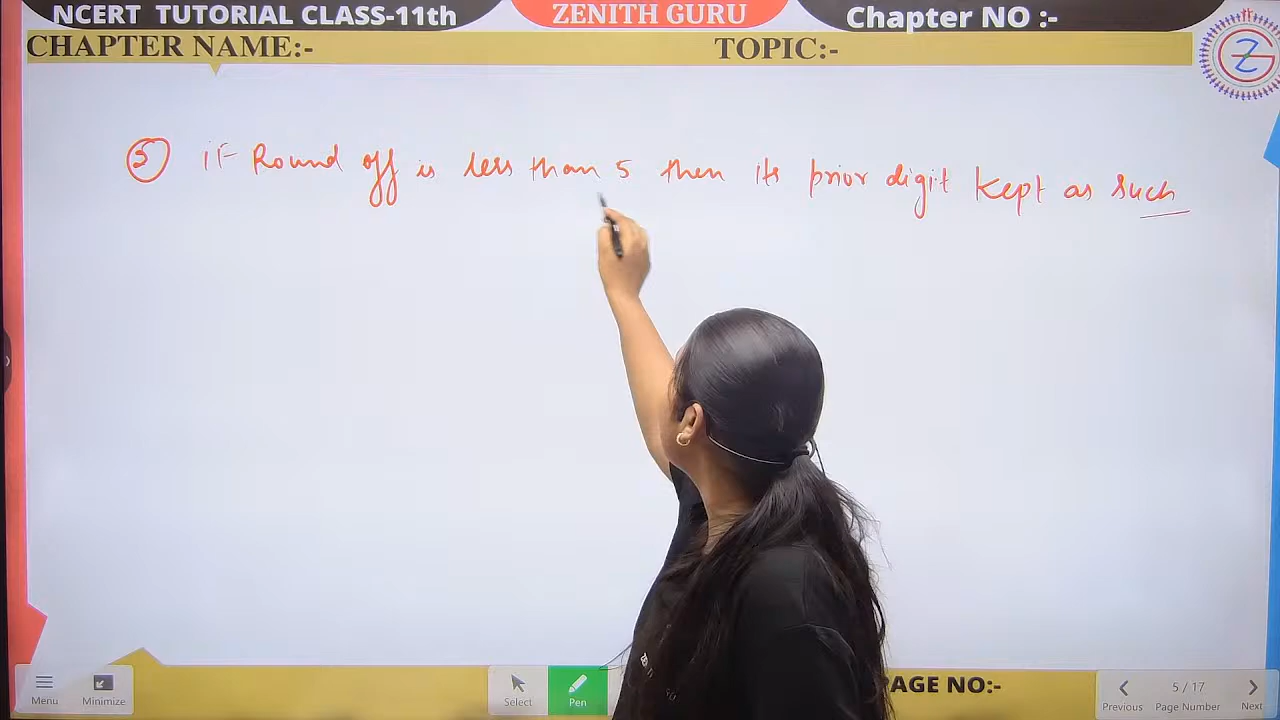 NCERT TUTORIAL CLASS-11th
ZENITH GURU
Chapter NO :-
CHAPTER NAME:-
TOPIC:-
5 if Round off is less than 5 then its prior digit kept as such
Menu
Minimize
Select
Pen
AGE NO:-
Previous
5 / 17
Page Number
Next